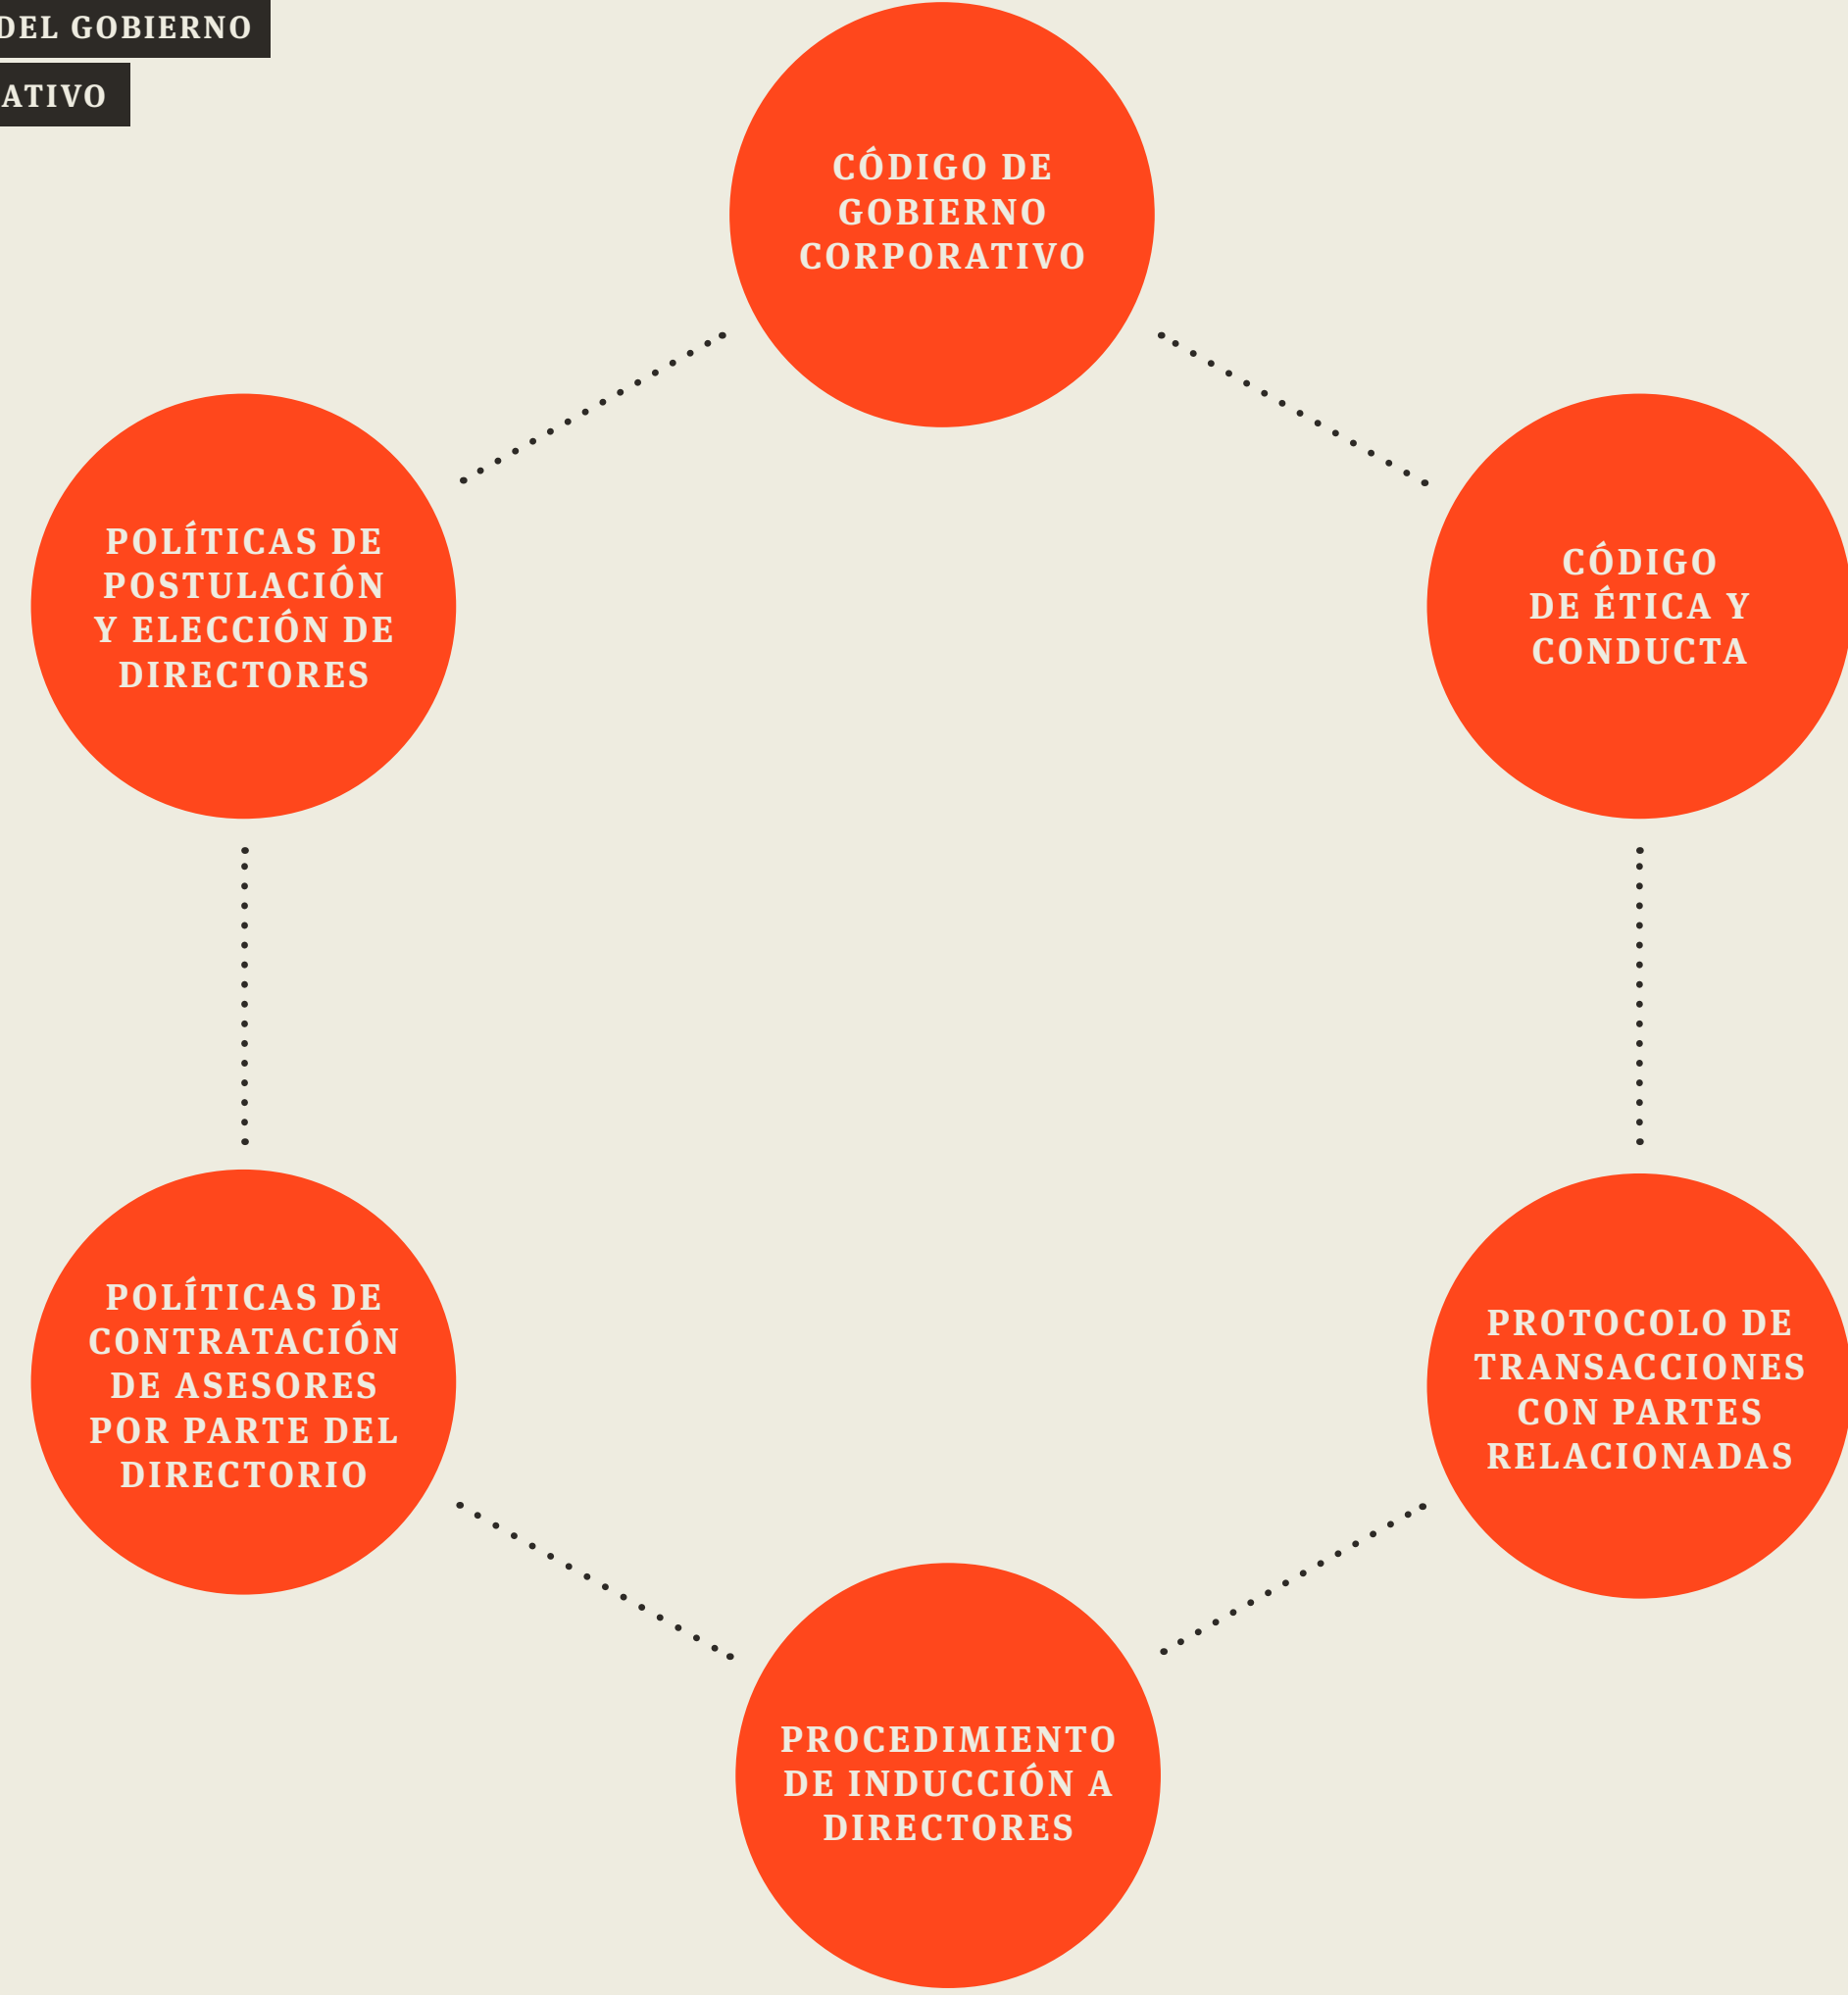 DEL GOBIERNO
ATIVO
CÓDIGO DE
GOBIERNO
CORPORATIVO
POLÍTICAS DE
POSTULACIÓN
Y ELECCIÓN DE
DIRECTORES
CÓDIGO
DE ÉTICA Y
CONDUCTA
POLÍTICAS DE
CONTRATACIÓN
DE ASESORES
POR PARTE DEL
DIRECTORIO
PROTOCOLO DE
TRANSACCIONES
CON PARTES
RELACIONADAS
PROCEDIMIENTO
DE INDUCCIÓN A
DIRECTORES